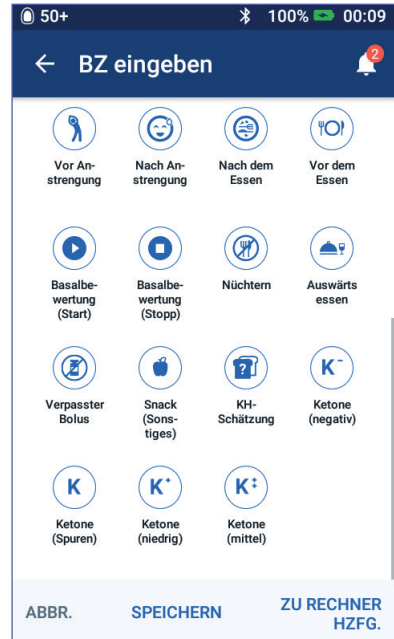 50+ 100% 00:09
BZ eingeben 2
Vor An- Nach An- Nach dem Vor dem
strengung strengung Essen Essen
Basalbe- Basalbe- Nüchtern Auswärts
wertung wertung essen
(Start) (Stopp)
? K-
Verpasster Snack KH- Ketone
Bolus (Sons- Schätzung (negativ)
tiges)
K K+ K‡
Ketone Ketone Ketone
(Spuren) (niedrig) (mittel)
ABBR. SPEICHERN ZU RECHNER
HZFG.